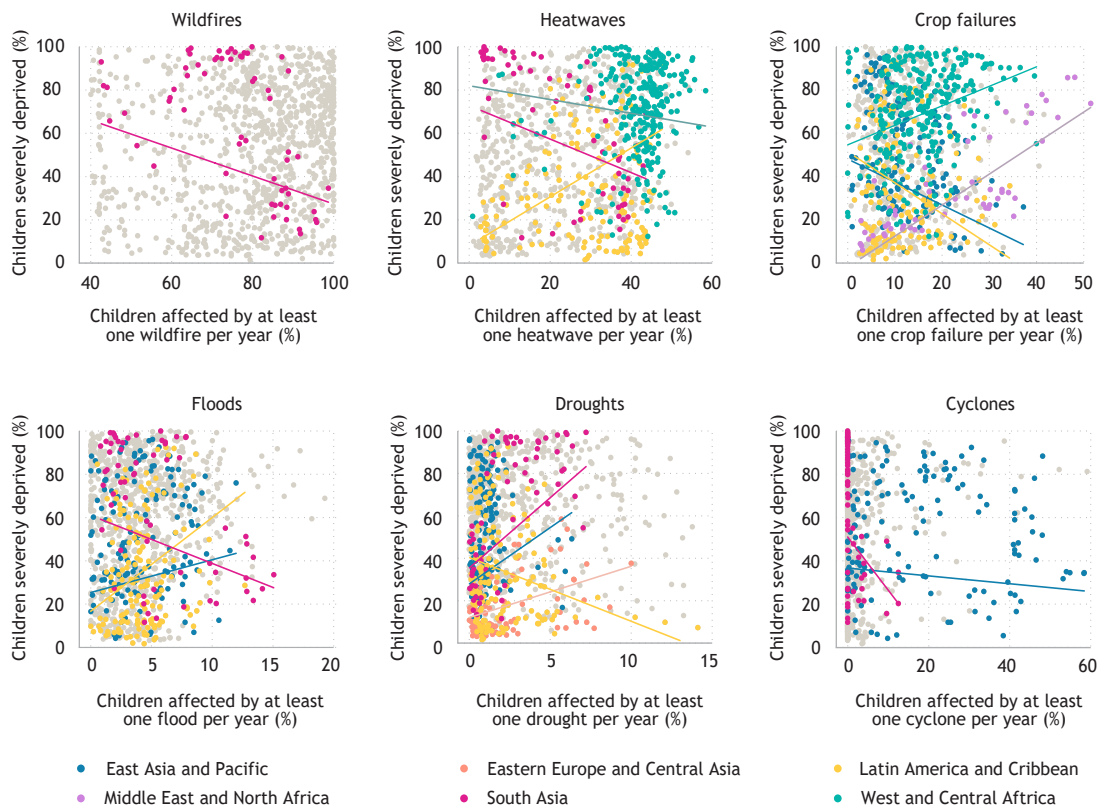 Wildfires
Children severely deprived (%)
100
80
60
40
20
0
40
60
80
100
Children affected by at least
one wildfire per year (%)
Heatwaves
Children severely deprived (%)
100
80
60
40
20
0
0
20
40
60
Children affected by at least
one heatwave per year (%)
Crop failures
Children severely deprived (%)
100
80
60
40
20
0
0
10
20
30
40
50
Children affected by at least
one crop failure per year (%)
Floods
Children severely deprived (%)
100
80
60
40
20
0
0
5
10
15
20
Children affected by at least
one flood per year (%)
Droughts
Children severely deprived (%)
100
80
60
40
20
0
0
5
10
15
Children affected by at least
one drought per year (%)
Cyclones
Children severely deprived (%)
100
80
60
40
20
0
0
20
40
60
Children affected by at least
one cyclone per year (%)
East Asia and Pacific
Eastern Europe and Central Asia
Latin America and Cribbean
Middle East and North Africa
South Asia
West and Central Aftrica